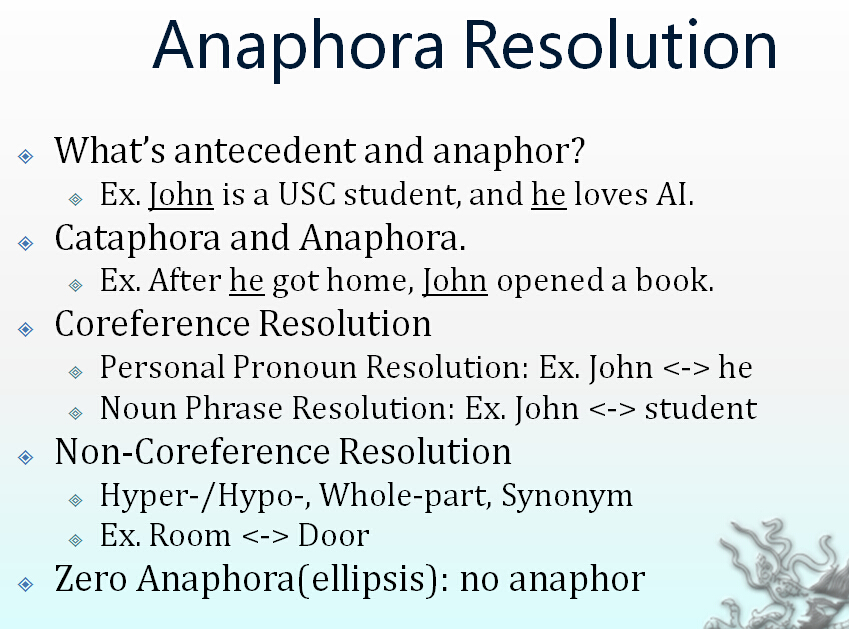 Anaphora Resolution
What's antecedent and anaphor?
Ex. John is a USC student, and he loves AI.
Cataphora and Anaphora.
Ex. After he got home, John opened a book.
Coreference Resolution
Personal Pronoun Resolution: Ex. John <-> he
Noun Phrase Resolution: Ex. John <-> student
Non-Coreference Resolution
Hyper-/Hypo-, Whole-part, Synonym
Ex. Room <-> Door
Zero Anaphora(ellipsis): no anaphor